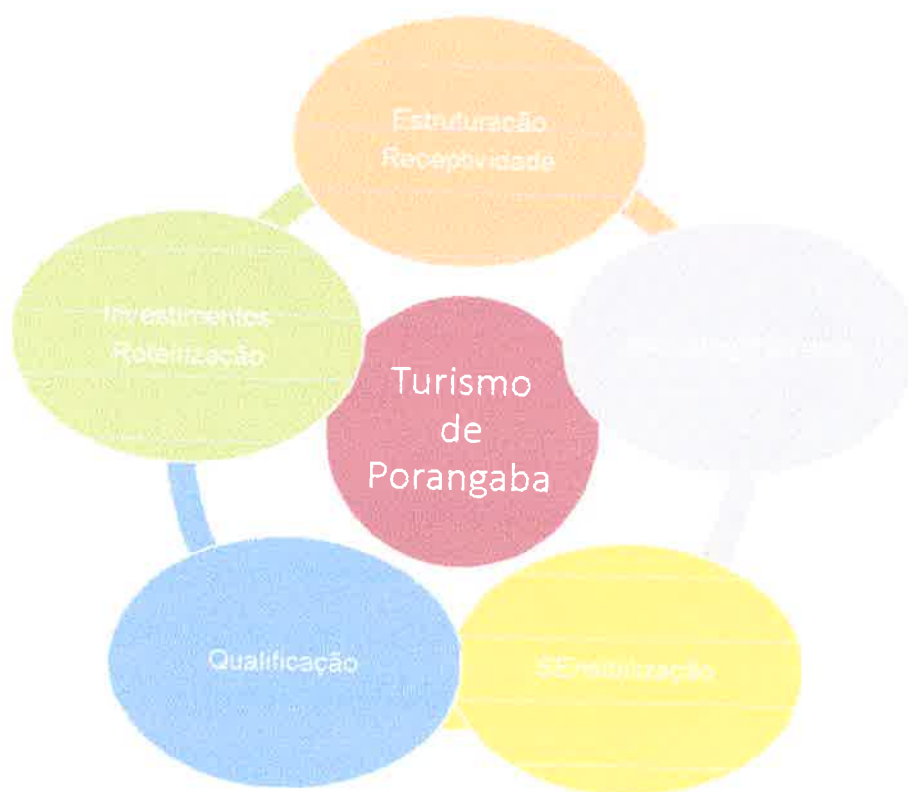 Estruturação
Receptividade
Investimentos
Roteirização
Turismo
de
Porangaba
Qualificação
SEnsibilização